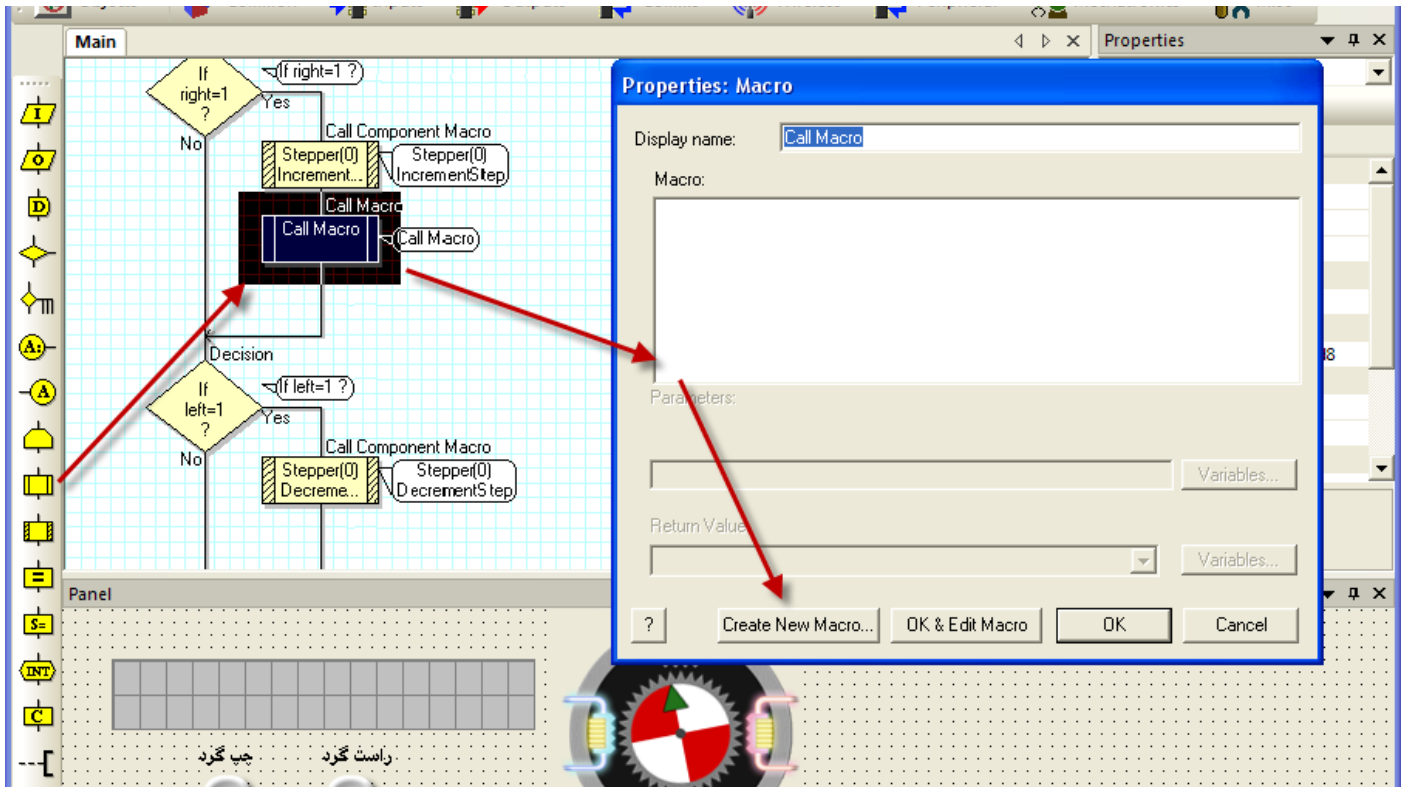 Main
Properties
If
right=1
?
If right=1 ?
Yes
No
Call Component Macro
Stepper(0)
Increment...
Stepper(0)
IncrementStep
Call Macro
Call Macro
Call Macro
Decision
If
left=1
?
If left=1 ?
Yes
No
Call Component Macro
Stepper(0)
Decreme...
Stepper(0)
DecrementStep
I
O
D
A:
A
=
S=
INT
C
Properties: Macro
Display name:
Call Macro
Macro:
Parameters:
Variables...
Return Value
Variables...
?
Create New Macro...
OK & Edit Macro
OK
Cancel
Panel
چپ گرد
راست گرد